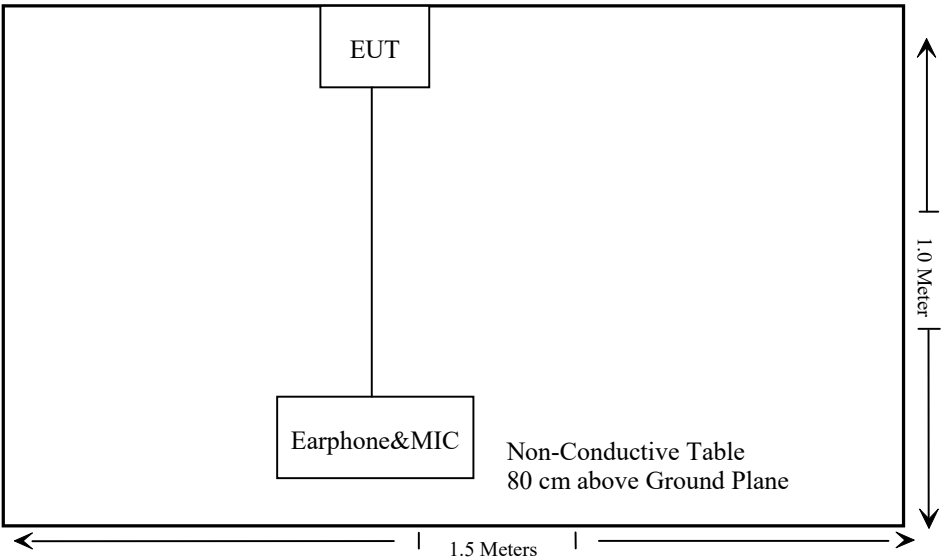 EUT
1.0 Meter
Earphone&MIC
Non-Conductive Table
80 cm above Ground Plane
1.5 Meters